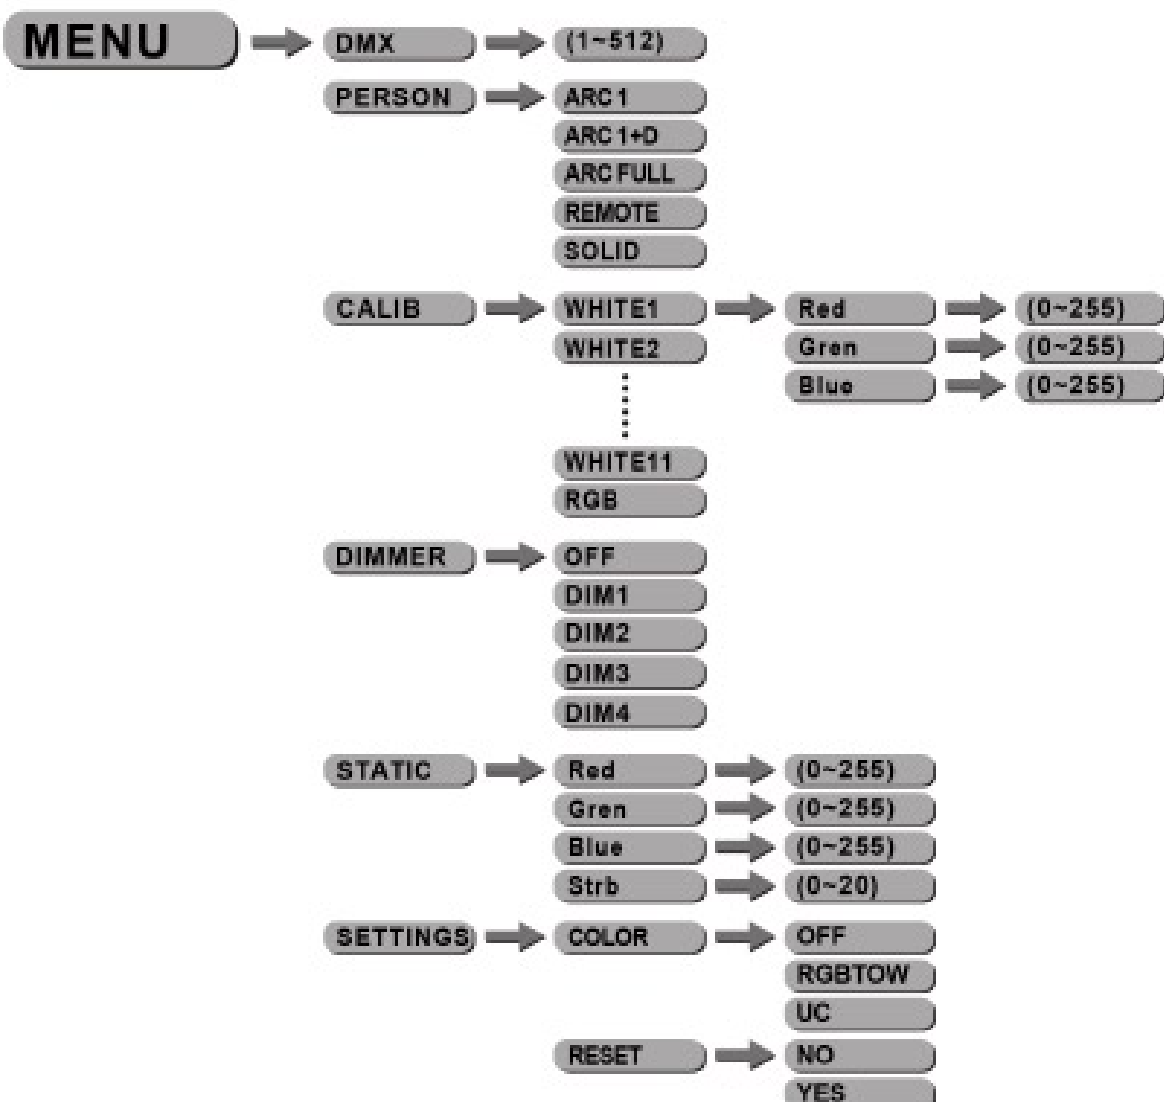 MENU DMX (1~512)
PERSON ARC 1
ARC 1+D
ARC FULL
REMOTE
SOLID
CALIB WHITE1 Red (0~255)
WHITE2 Gren (0~255)
Blue (0~255)
WHITE11
RGB
DIMMER OFF
DIM1
DIM2
DIM3
DIM4
STATIC Red (0~255)
Gren (0~255)
Blue (0~255)
Strb (0~20)
SETTINGS COLOR OFF
RGBTOW
UC
RESET NO
YES